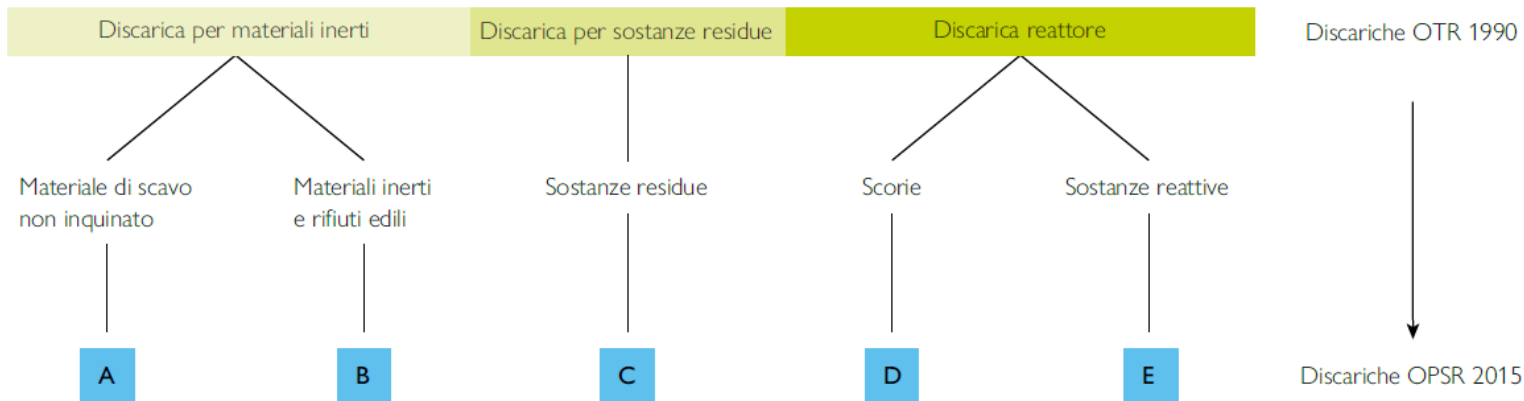 Discarica per materiali inerti
Discarica per sostanze residue
Discarica reattore
Discariche OTR 1990
Materiale di scavo
non inquinato
Materiali inerti
e rifiuti edili
Sostanze residue
Scorie
Sostanze reattive
A
B
C
D
E
Discariche OPSR 2015